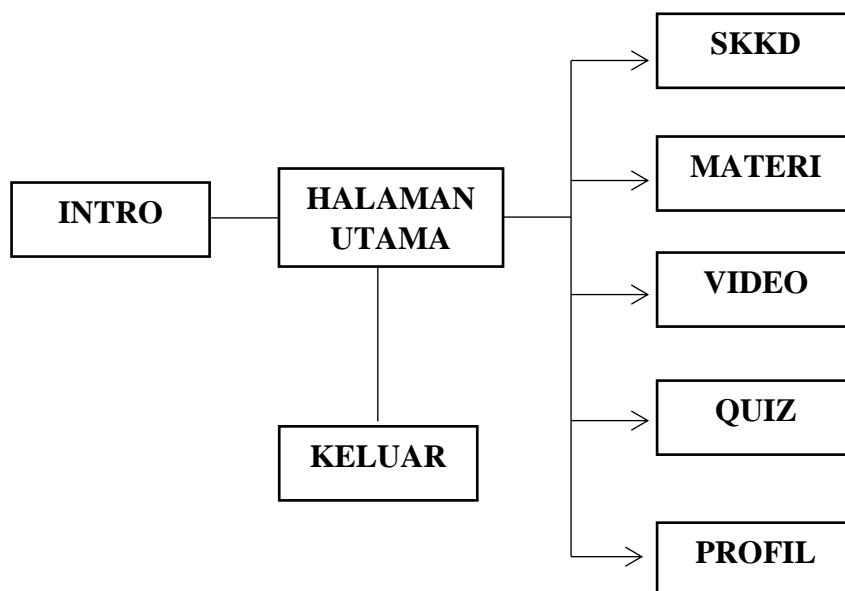 INTRO
HALAMAN
UTAMA
KELUAR
SKKD
MATERI
VIDEO
QUIZ
PROFIL